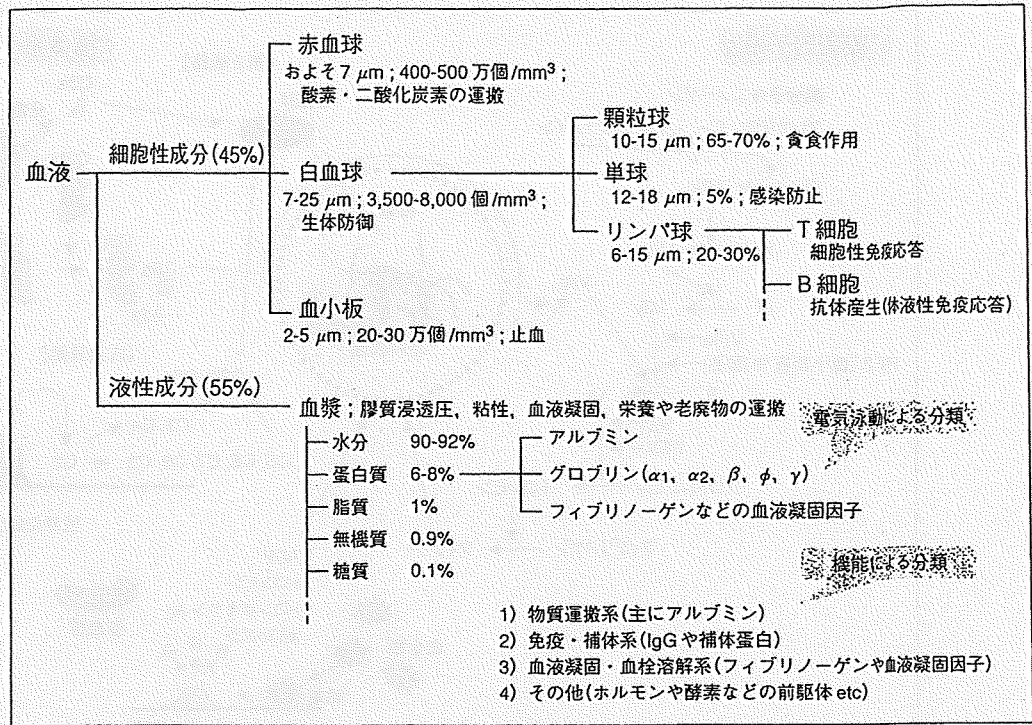 赤血球
およそ 7 μm ; 400-500 万個/mm³ ;
酸素・二酸化炭素の運搬
血液
細胞性成分(45%)
白血球
7-25 μm ; 3,500-8,000 個/mm³ ;
生体防御
顆粒球
10-15 μm ; 65-70% ; 貪食作用
単球
12-18 μm ; 5% ; 感染防止
リンパ球
6-15 μm ; 20-30%
T 細胞
細胞性免疫応答
B 細胞
抗体産生(体液性免疫応答)
血小板
2-5 μm ; 20-30 万個/mm³ ; 止血
液性成分(55%)
血漿 ; 膠質浸透圧、粘性、血液凝固、栄養や老廃物の運搬
電気泳動による分類
水分 90-92%
蛋白質 6-8%
脂質 1%
無機質 0.9%
糖質 0.1%
アルブミン
グロブリン(α1、α2、β、φ、γ)
フィブリノーゲンなどの血液凝固因子
機能による分類
1) 物質運搬系(主にアルブミン)
2) 免疫・補体系(IgG や補体蛋白)
3) 血液凝固・血栓溶解系(フィブリノーゲンや血液凝固因子)
4) その他(ホルモンや酵素などの前駆体 etc)